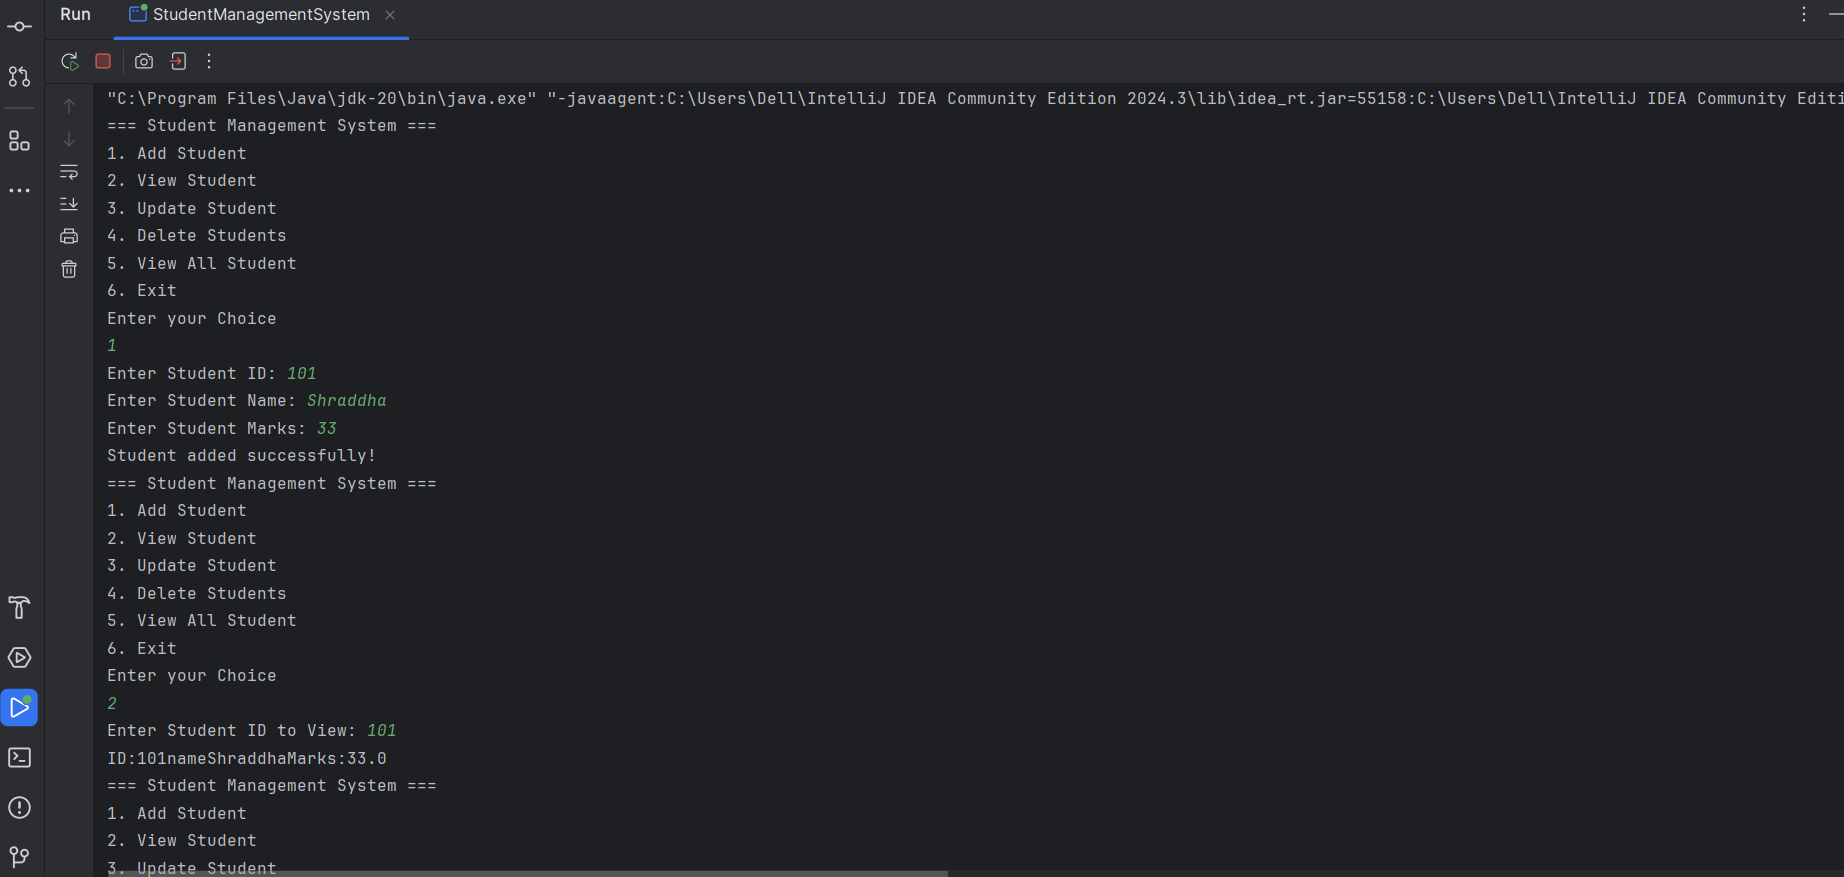 Run StudentManagementSystem
"C:\Program Files\Java\jdk-20\bin\java.exe" "-javaagent:C:\Users\Dell\IntelliJ IDEA Community Edition 2024.3\lib\idea_rt.jar=55158:C:\Users\Dell\IntelliJ IDEA Community Editi
=== Student Management System ===
1. Add Student
2. View Student
3. Update Student
4. Delete Students
5. View All Student
6. Exit
Enter your Choice
1
Enter Student ID: 101
Enter Student Name: Shraddha
Enter Student Marks: 33
Student added successfully!
=== Student Management System ===
1. Add Student
2. View Student
3. Update Student
4. Delete Students
5. View All Student
6. Exit
Enter your Choice
2
Enter Student ID to View: 101
ID:101nameShraddhaMarks:33.0
=== Student Management System ===
1. Add Student
2. View Student
3. Update Student